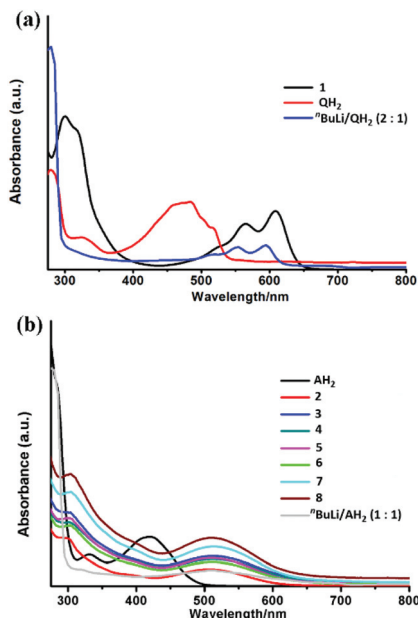 (a)
Absorbance (a.u.)
1
QH₂
ⁿBuLi/QH₂ (2 : 1)
300 400 500 600 700 800
Wavelength/nm
(b)
Absorbance (a.u.)
AH₂
2
3
4
5
6
7
8
ⁿBuLi/AH₂ (1 : 1)
300 400 500 600 700 800
Wavelength/nm